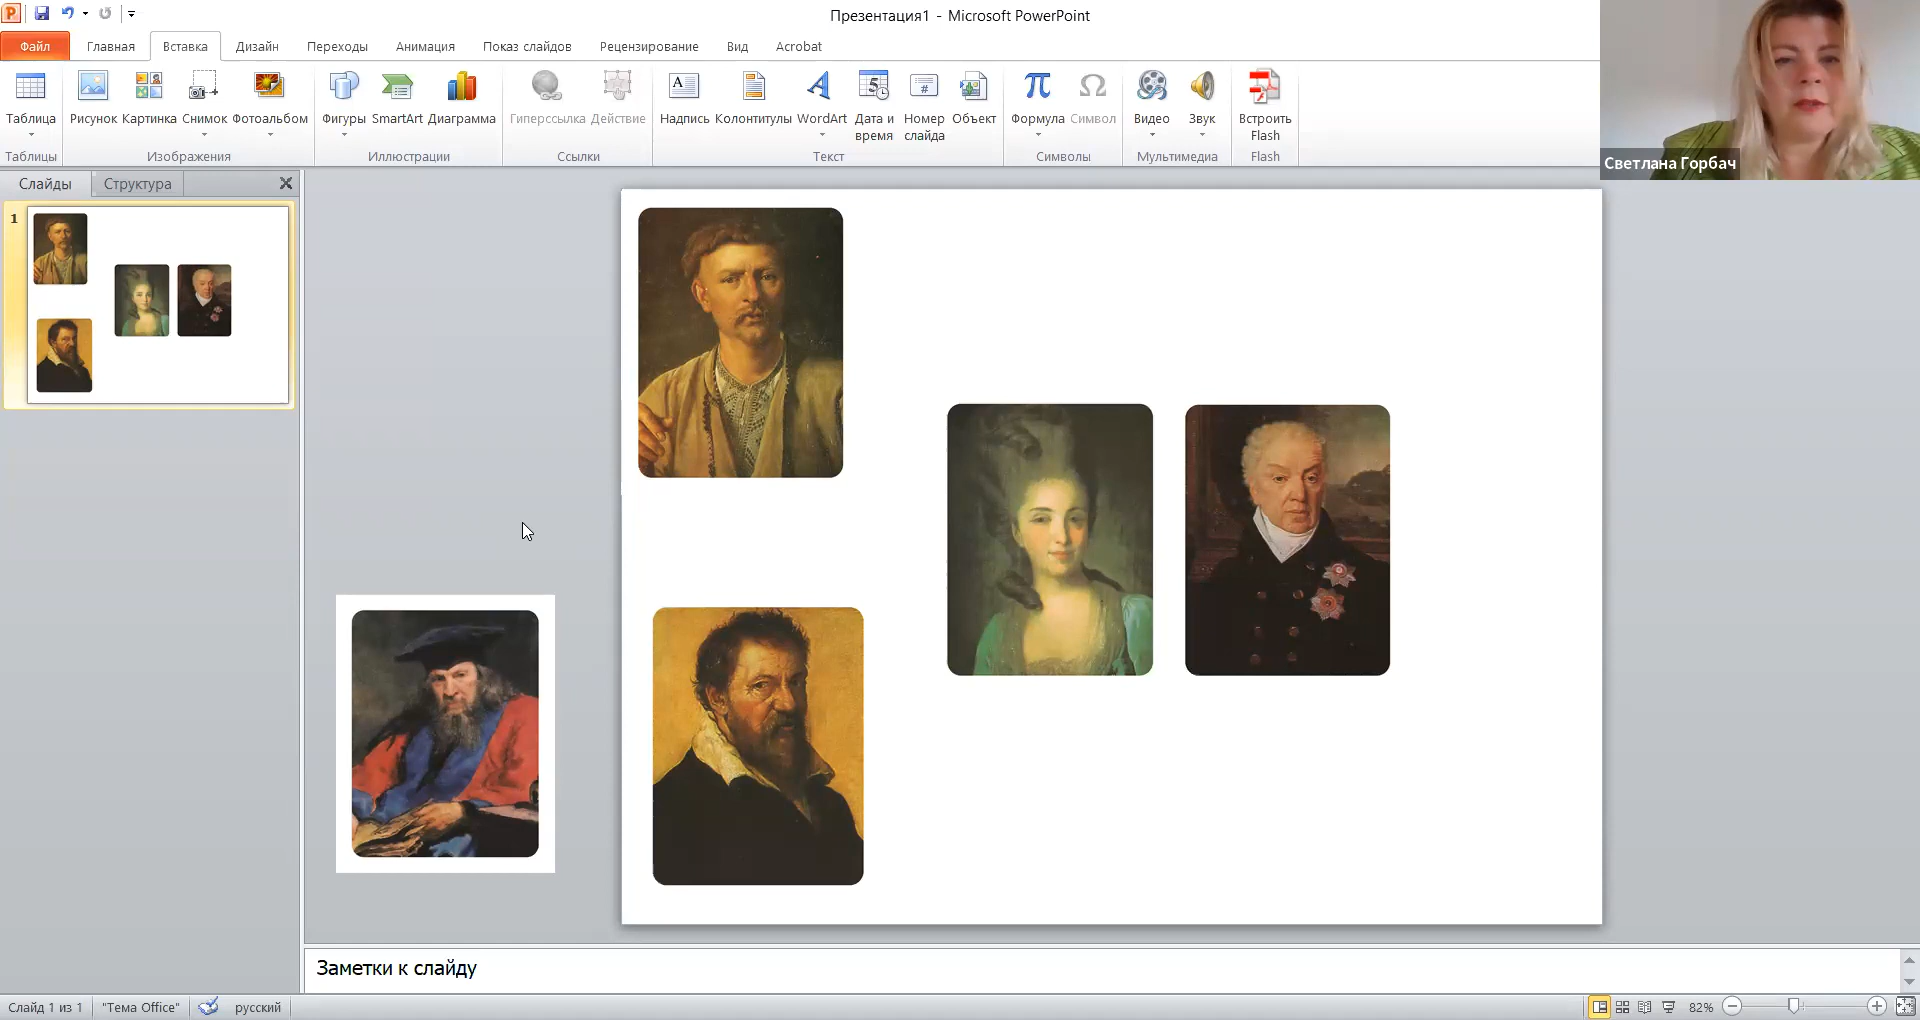 Презентация1 - Microsoft PowerPoint
Файл Главная Вставка Дизайн Переходы Анимация Показ слайдов Рецензирование Вид Acrobat
Таблица Рисунок Картинка Снимок Фотоальбом Фигуры SmartArt Диаграмма Гиперссылка Действие Надпись Колонтитулы WordArt Дата и время Номер слайда Объект Формула Символ Видео Звук Встроить Flash
Таблицы Изображения Иллюстрации Ссылки Текст Символы Мультимедиа Flash
Светлана Горбач
Слайды Структура
1
Заметки к слайду
Слайд 1 из 1 "Тема Office" русский 82%